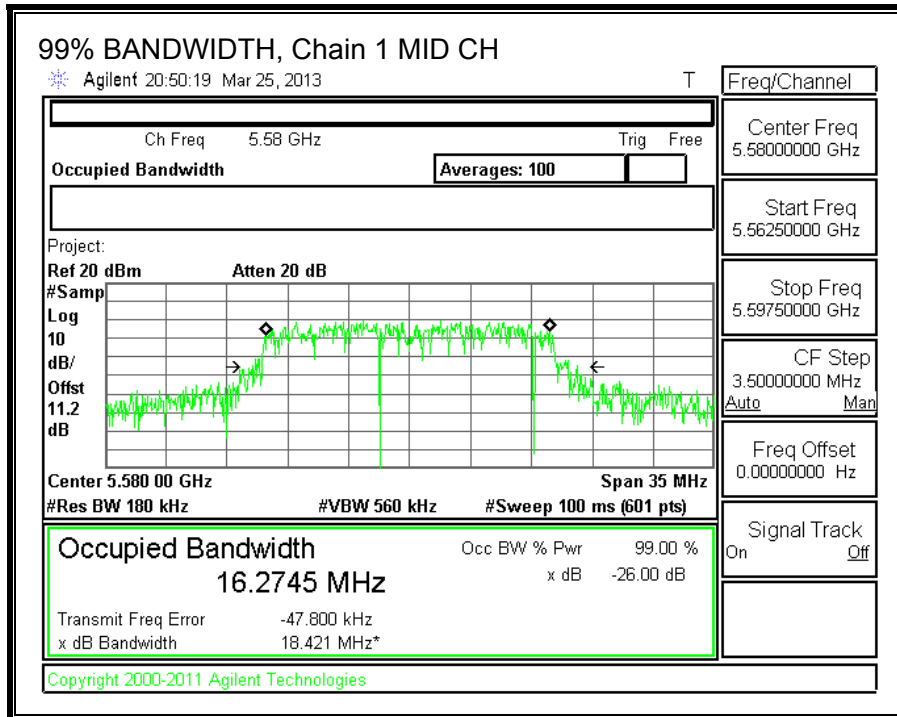 99% BANDWIDTH, Chain 1 MID CH
Agilent 20:50:19 Mar 25, 2013 T
Freq/Channel
Ch Freq 5.58 GHz Trig Free
Occupied Bandwidth Averages: 100
Project:
Ref 20 dBm Atten 20 dB
#Samp
Log
10
dB/
Offst
11.2
dB
Center 5.580 00 GHz Span 35 MHz
#Res BW 180 kHz #VBW 560 kHz #Sweep 100 ms (601 pts)
Occupied Bandwidth Occ BW % Pwr 99.00 %
16.2745 MHz x dB -26.00 dB
Transmit Freq Error -47.800 kHz
x dB Bandwidth 18.421 MHz*
Copyright 2000-2011 Agilent Technologies
Center Freq
5.58000000 GHz
Start Freq
5.56250000 GHz
Stop Freq
5.59750000 GHz
CF Step
3.50000000 MHz
Auto Man
Freq Offset
0.00000000 Hz
Signal Track
On Off